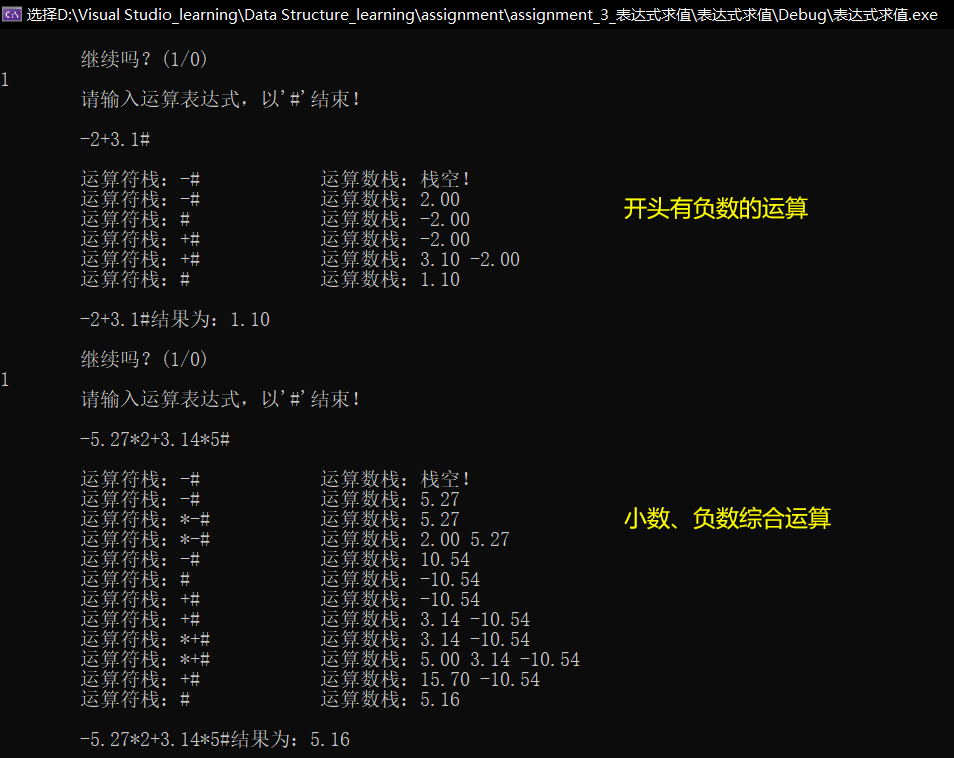 选择D:\Visual Studio_learning\Data Structure_learning\assignment\assignment_3_表达式求值\表达式求值\Debug\表达式求值.exe
继续吗？(1/0)
1
请输入运算表达式，以'#'结束！
-2+3.1#
运算符栈：-# 运算数栈：栈空！
运算符栈：-# 运算数栈：2.00
运算符栈：# 运算数栈：-2.00
运算符栈：+# 运算数栈：-2.00
运算符栈：+# 运算数栈：3.10 -2.00
运算符栈：# 运算数栈：1.10
开头有负数的运算
-2+3.1#结果为：1.10
继续吗？(1/0)
1
请输入运算表达式，以'#'结束！
-5.27*2+3.14*5#
运算符栈：-# 运算数栈：栈空！
运算符栈：-# 运算数栈：5.27
运算符栈：*-# 运算数栈：5.27
运算符栈：*-# 运算数栈：2.00 5.27
运算符栈：-# 运算数栈：10.54
运算符栈：# 运算数栈：-10.54
运算符栈：+# 运算数栈：-10.54
运算符栈：+# 运算数栈：3.14 -10.54
运算符栈：*+# 运算数栈：3.14 -10.54
运算符栈：*+# 运算数栈：5.00 3.14 -10.54
运算符栈：+# 运算数栈：15.70 -10.54
运算符栈：# 运算数栈：5.16
小数、负数综合运算
-5.27*2+3.14*5#结果为：5.16